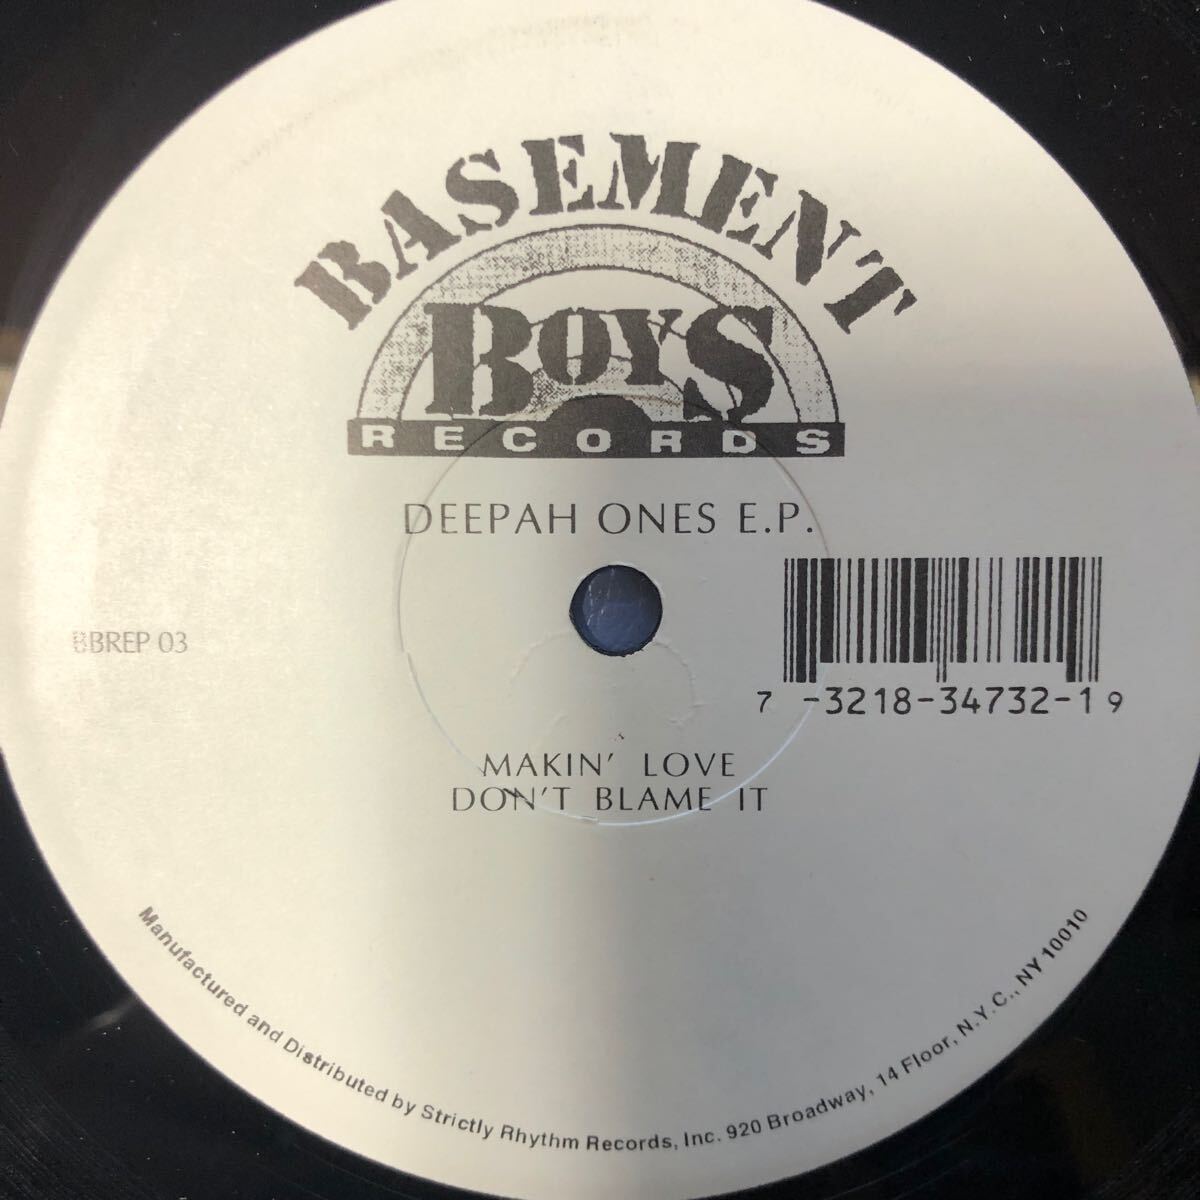 BASEMENT
BOYS
RECORDS
DEEPAH ONES E.P.
BBREP 03
7 -3218-34732-1 9
MAKIN' LOVE
DON'T BLAME IT
Manufactured and Distributed by Strictly Rhythm Records, Inc. 920 Broadway, 14 Floor, N.Y.C., NY 10010